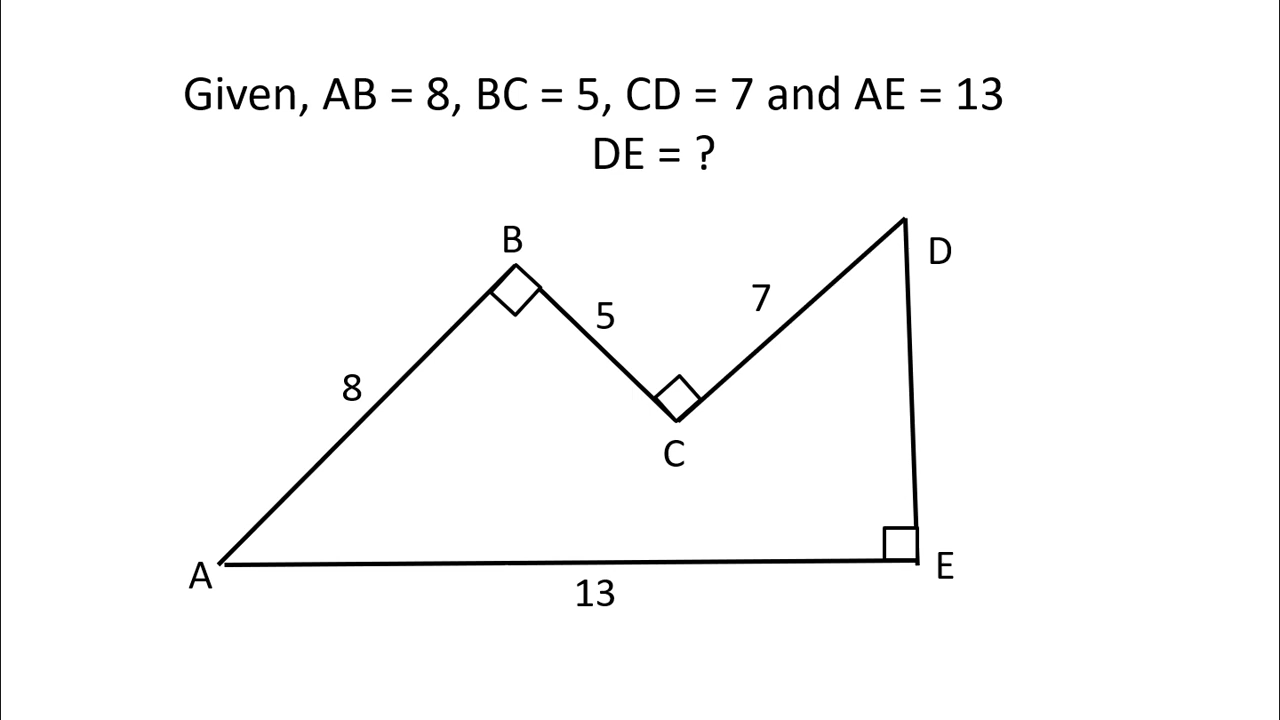 Given, AB = 8, BC = 5, CD = 7 and AE = 13
DE = ?
B
D
5
7
8
C
A
E
13